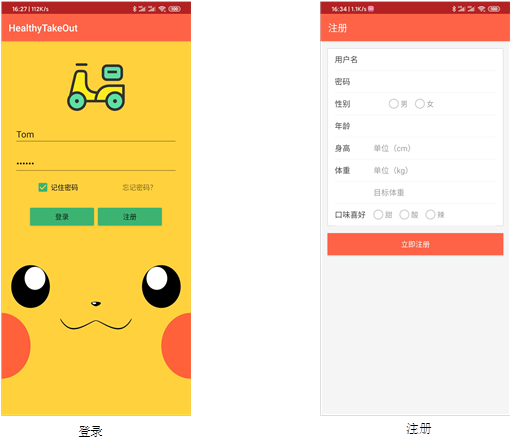 16:27 | 112K/s
100
HealthyTakeOut
Tom
••••••
记住密码 忘记密码?
登录 注册
登录
16:34 | 1.1K/s
100
注册
用户名
密码
性别 男 女
年龄
身高 单位（cm）
体重 单位（kg）
目标体重
口味喜好 甜 酸 辣
立即注册
注册